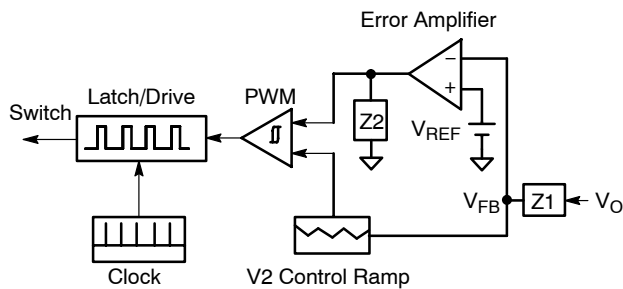 Error Amplifier
Latch/Drive
PWM
Switch
−
+
Z2
V_REF
V_FB
Z1
V_O
Clock
V2 Control Ramp